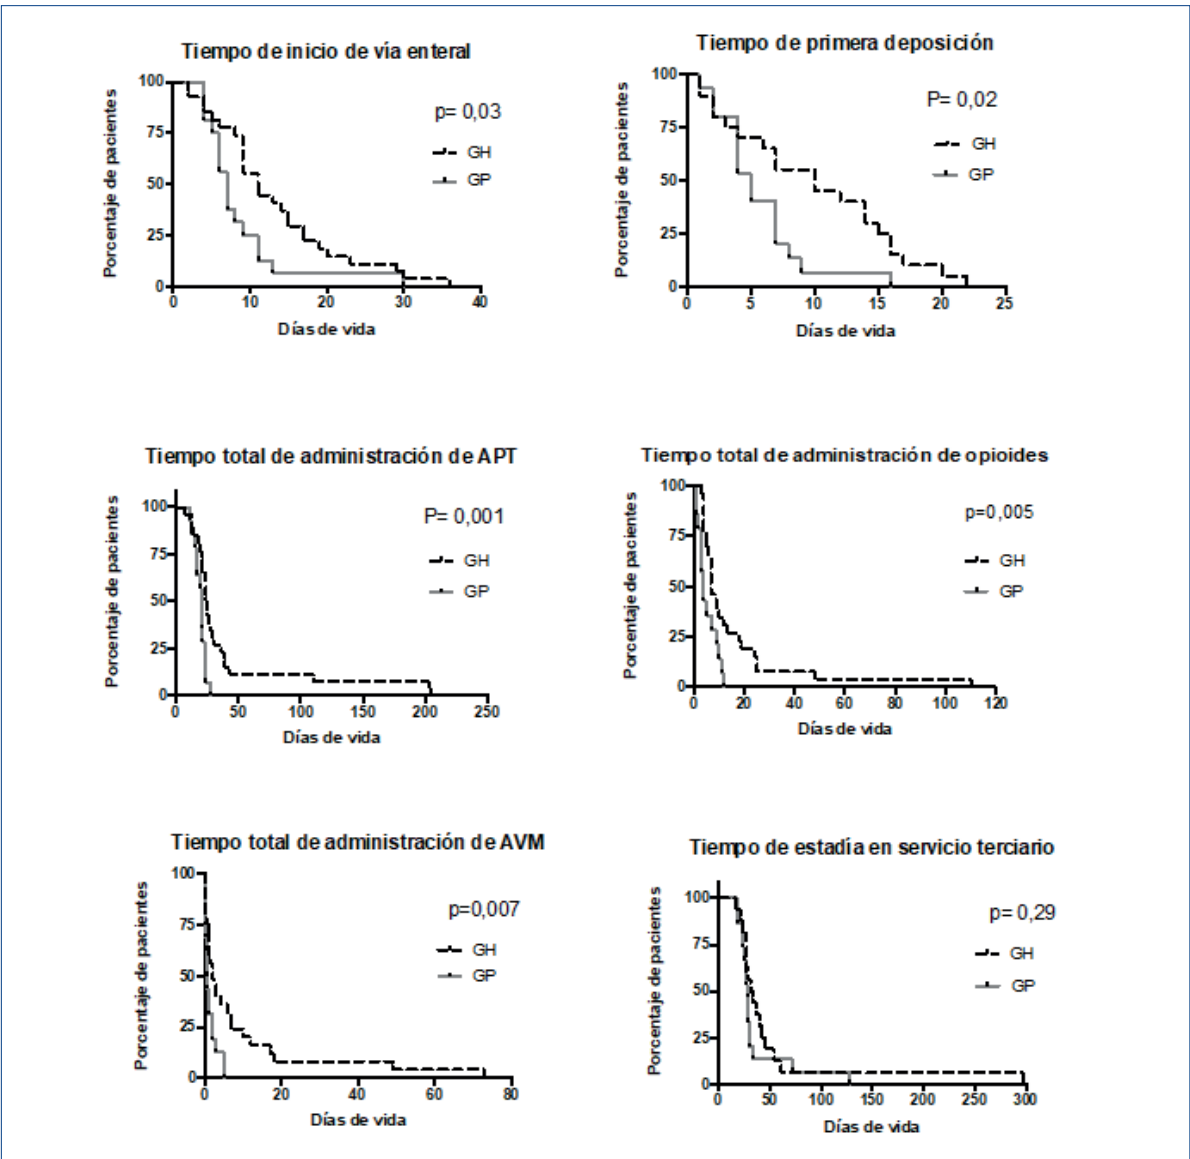 Tiempo de inicio de vía enteral
Porcentaje de pacientes
100
75
50
25
0
p= 0,03
GH
GP
0 10 20 30 40
Días de vida
Tiempo de primera deposición
Porcentaje de pacientes
100
75
50
25
0
P= 0,02
GH
GP
0 5 10 15 20 25
Días de vida
Tiempo total de administración de APT
Porcentaje de pacientes
100
75
50
25
0
P= 0,001
GH
GP
0 50 100 150 200 250
Días de vida
Tiempo total de administración de opioides
Porcentaje de pacientes
100
75
50
25
0
p=0,005
GH
GP
0 20 40 60 80 100 120
Días de vida
Tiempo total de administración de AVM
Porcentaje de pacientes
100
75
50
25
0
p=0,007
GH
GP
0 20 40 60 80
Días de vida
Tiempo de estadía en servicio terciario
Porcentaje de pacientes
100
75
50
25
0
p= 0,29
GH
GP
0 50 100 150 200 250 300
Días de vida